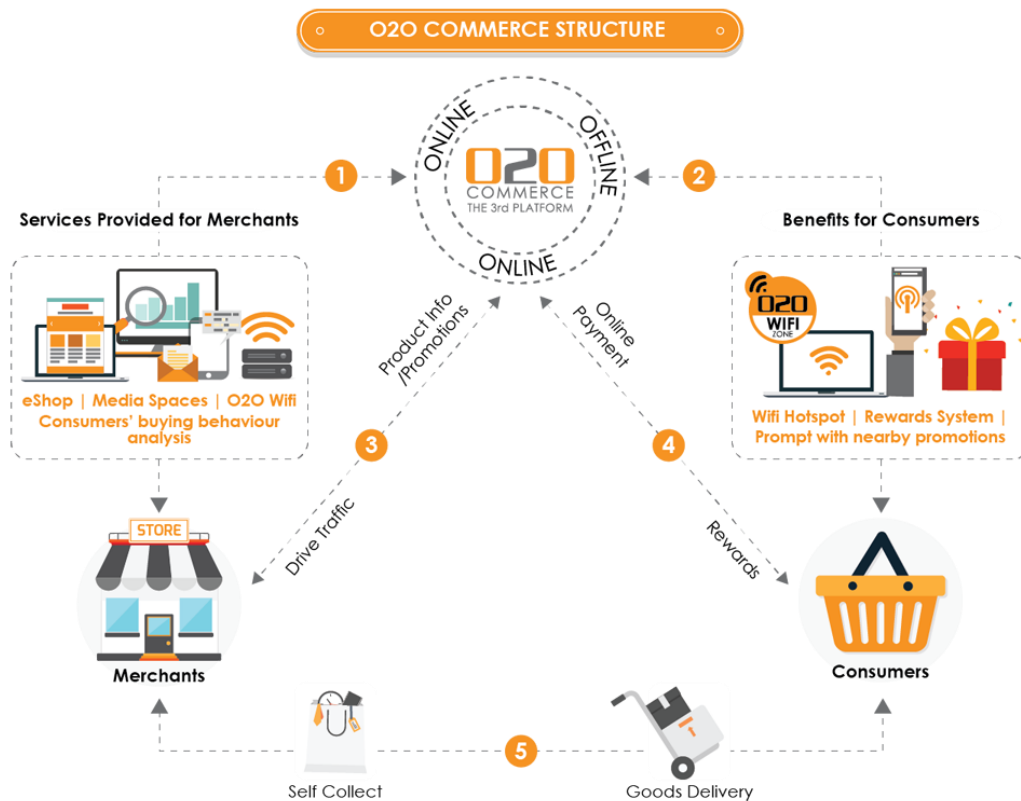 O2O COMMERCE STRUCTURE
ONLINE
OFFLINE
O2O
COMMERCE
THE 3rd PLATFORM
ONLINE
1
2
Services Provided for Merchants
Benefits for Consumers
eShop | Media Spaces | O2O Wifi
Consumers' buying behaviour
analysis
O2O
WIFI
ZONE
Wifi Hotspot | Rewards System |
Prompt with nearby promotions
Product Info
/Promotions
Online
Payment
3
4
Drive Traffic
Rewards
STORE
Merchants
Consumers
5
Self Collect
Goods Delivery